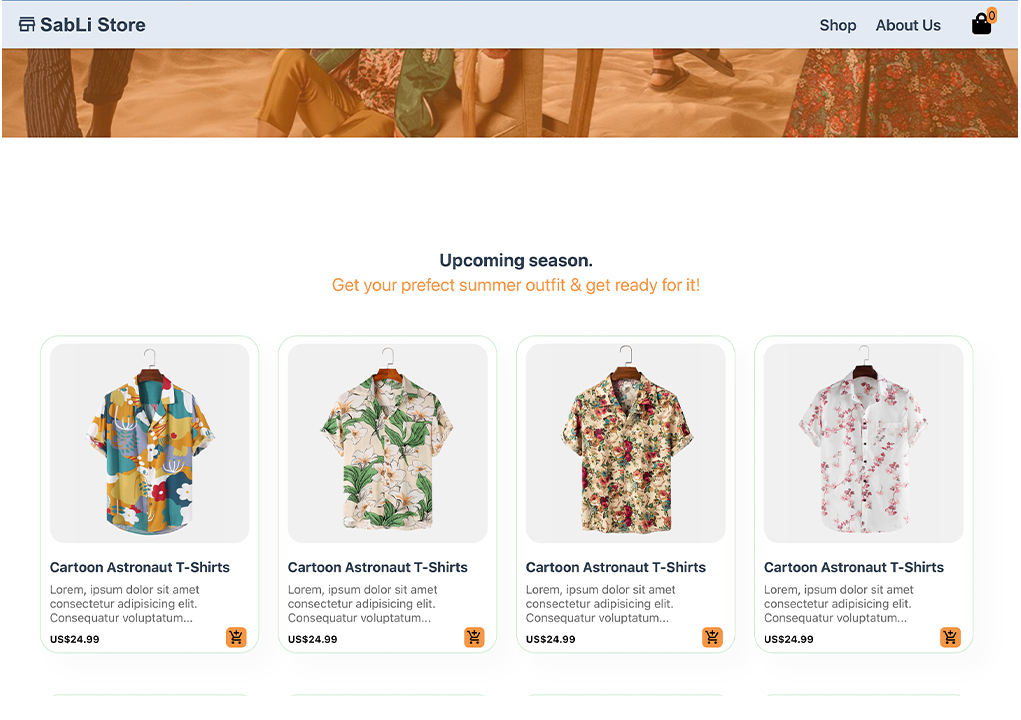 SabLi Store
Shop
About Us
0
Upcoming season.
Get your prefect summer outfit & get ready for it!
Cartoon Astronaut T-Shirts
Lorem, ipsum dolor sit amet
consectetur adipisicing elit.
Consequatur voluptatum...
US$24.99
Cartoon Astronaut T-Shirts
Lorem, ipsum dolor sit amet
consectetur adipisicing elit.
Consequatur voluptatum...
US$24.99
Cartoon Astronaut T-Shirts
Lorem, ipsum dolor sit amet
consectetur adipisicing elit.
Consequatur voluptatum...
US$24.99
Cartoon Astronaut T-Shirts
Lorem, ipsum dolor sit amet
consectetur adipisicing elit.
Consequatur voluptatum...
US$24.99